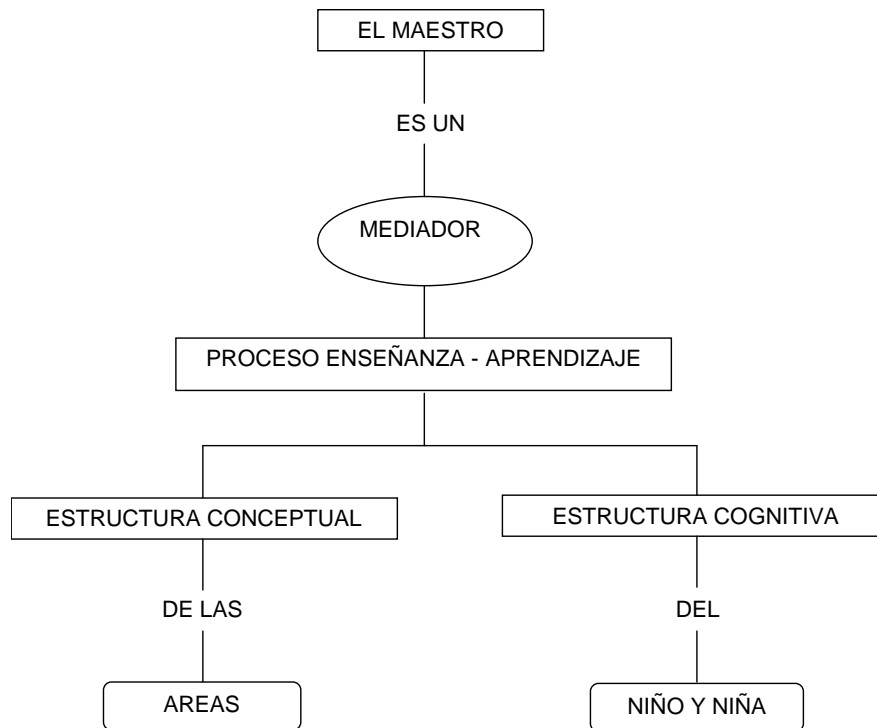 EL MAESTRO
ES UN
MEDIADOR
PROCESO ENSEÑANZA - APRENDIZAJE
ESTRUCTURA CONCEPTUAL
ESTRUCTURA COGNITIVA
DE LAS
DEL
AREAS
NIÑO Y NIÑA